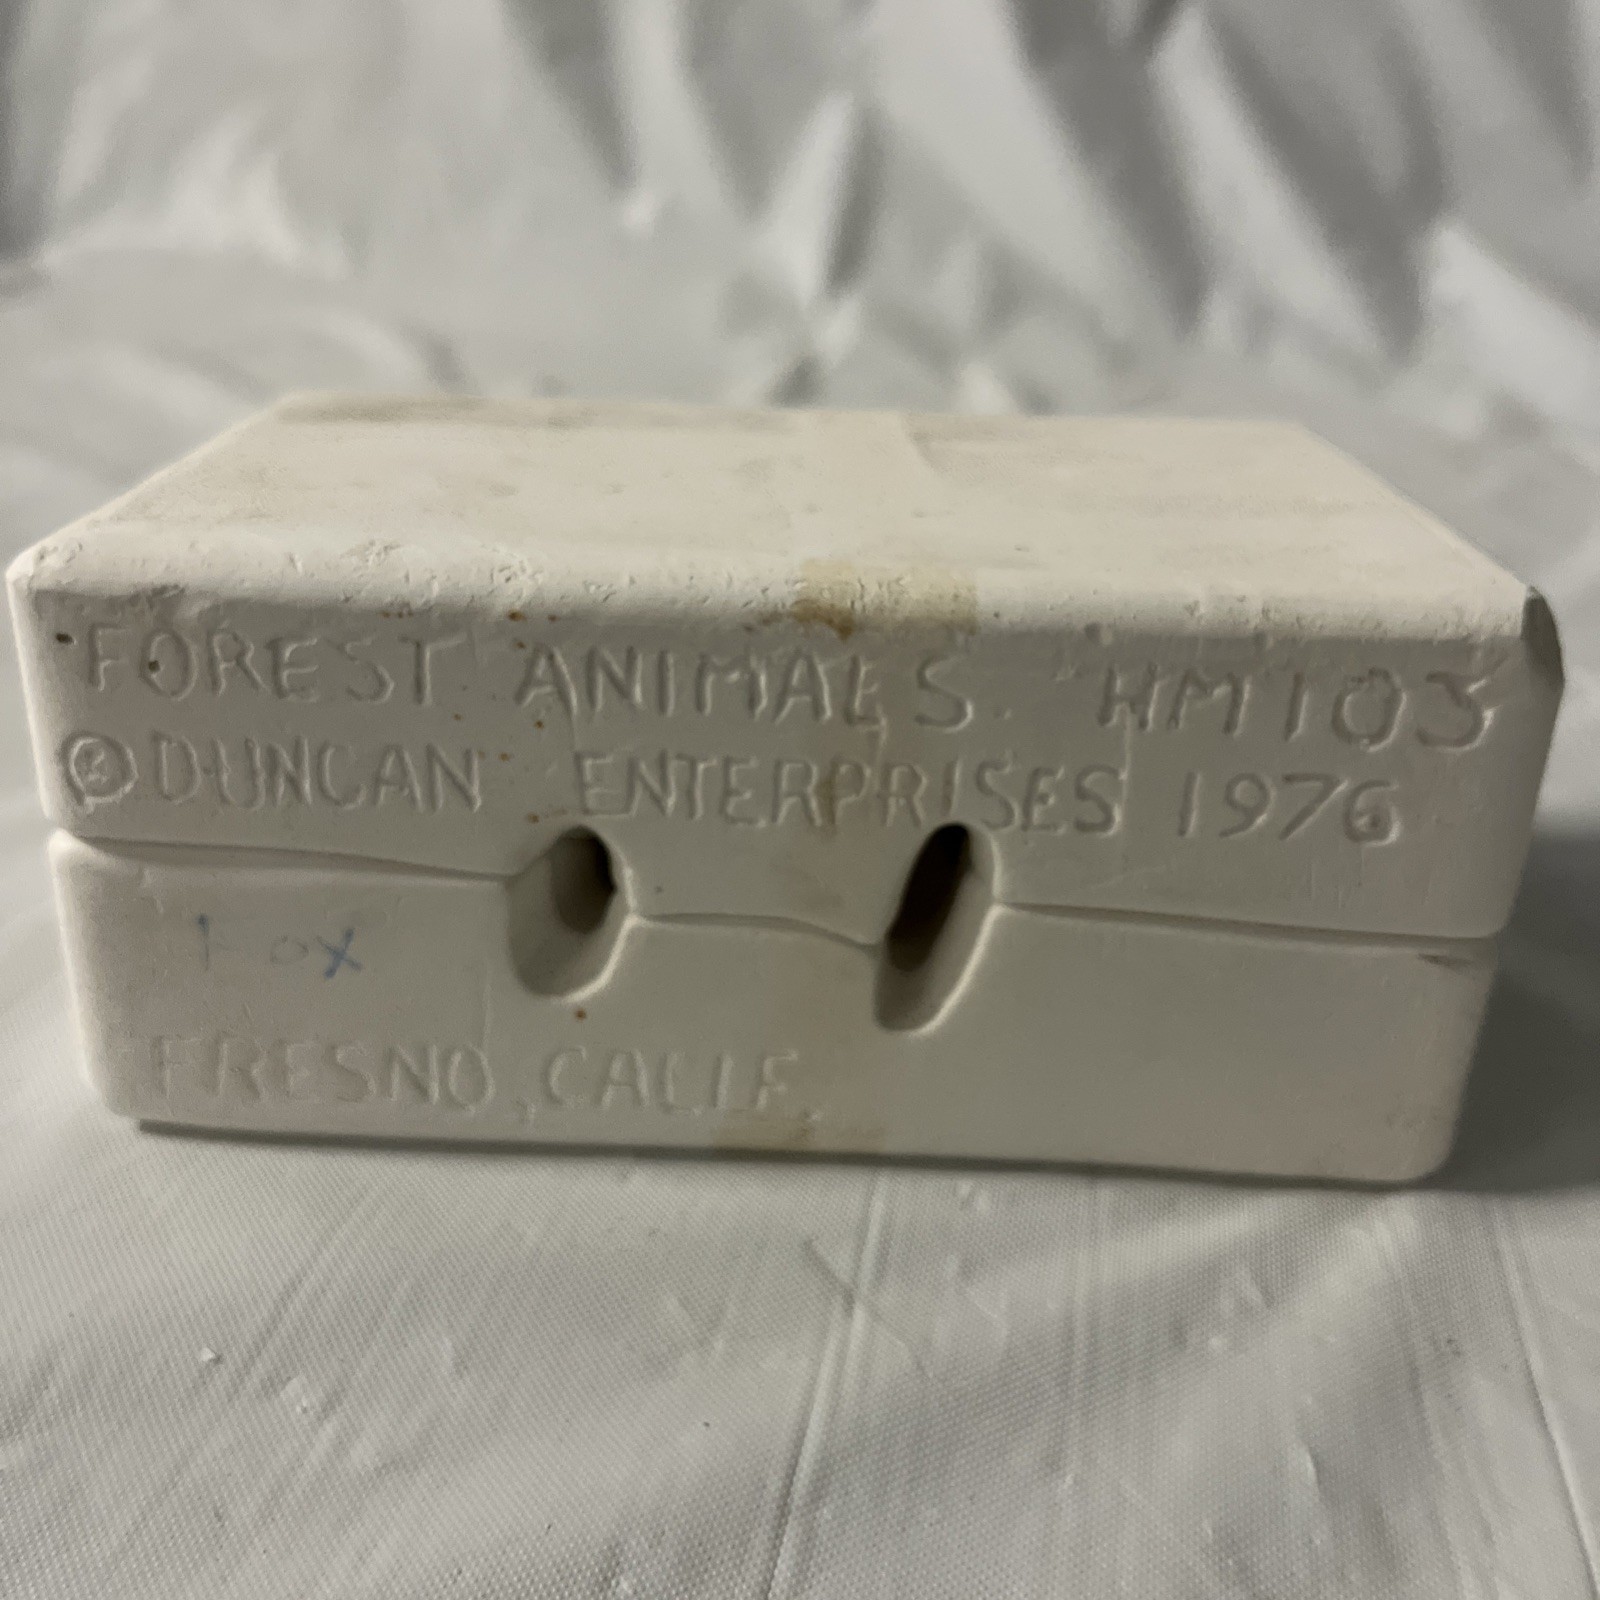 FOREST ANIMALS HM103
©DUNCAN ENTERPRISES 1976
Fox
FRESNO, CALIF.